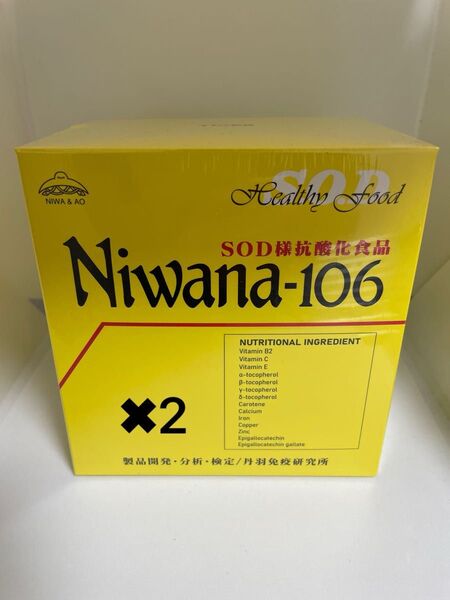 SOD
Healthy Food
NIWA & AO
SOD様抗酸化食品
Niwana-106
NUTRITIONAL INGREDIENT
Vitamin B2
Vitamin C
Vitamin E
α-tocopherol
β-tocopherol
γ-tocopherol
δ-tocopherol
Carotene
Calcium
Iron
Copper
Zinc
Epigallocatechin
Epigallocatechin gallate
✖2
製品開発・分析・検定/丹羽免疫研究所